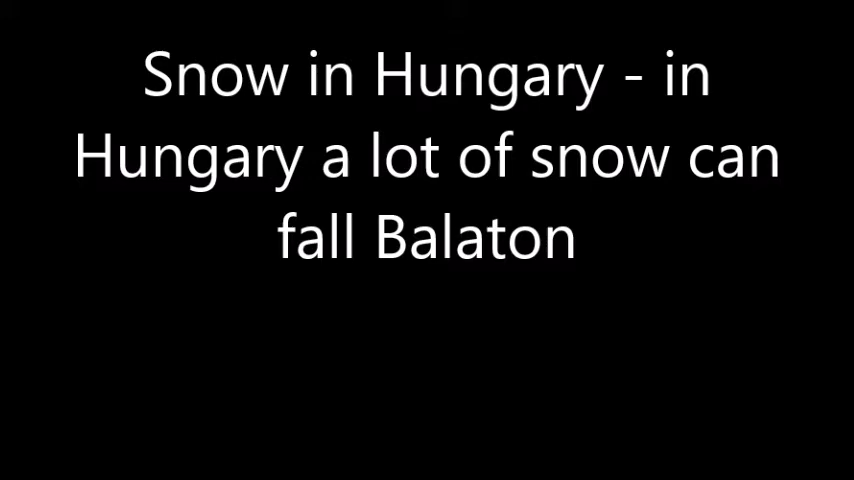 Snow in Hungary - in
Hungary a lot of snow can
fall Balaton